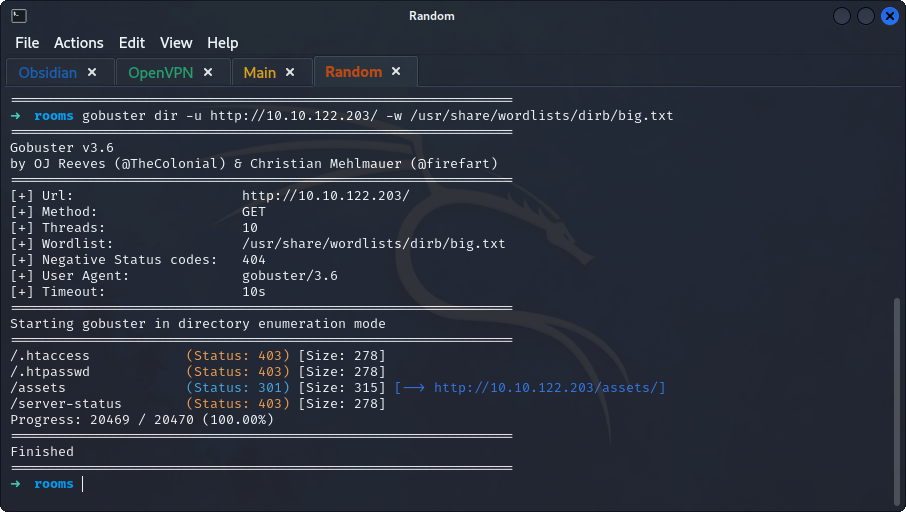 Random
File Actions Edit View Help
Obsidian × OpenVPN × Main × Random ×
================================================================
→ rooms gobuster dir -u http://10.10.122.203/ -w /usr/share/wordlists/dirb/big.txt
===============================================================
Gobuster v3.6
by OJ Reeves (@TheColonial) & Christian Mehlmauer (@firefart)
===============================================================
[+] Url:                     http://10.10.122.203/
[+] Method:                  GET
[+] Threads:                 10
[+] Wordlist:                /usr/share/wordlists/dirb/big.txt
[+] Negative Status codes:   404
[+] User Agent:              gobuster/3.6
[+] Timeout:                 10s
===============================================================
Starting gobuster in directory enumeration mode
===============================================================
/.htaccess            (Status: 403) [Size: 278]
/.htpasswd            (Status: 403) [Size: 278]
/assets               (Status: 301) [Size: 315] [--> http://10.10.122.203/assets/]
/server-status        (Status: 403) [Size: 278]
Progress: 20469 / 20470 (100.00%)
===============================================================
Finished
===============================================================
→ rooms